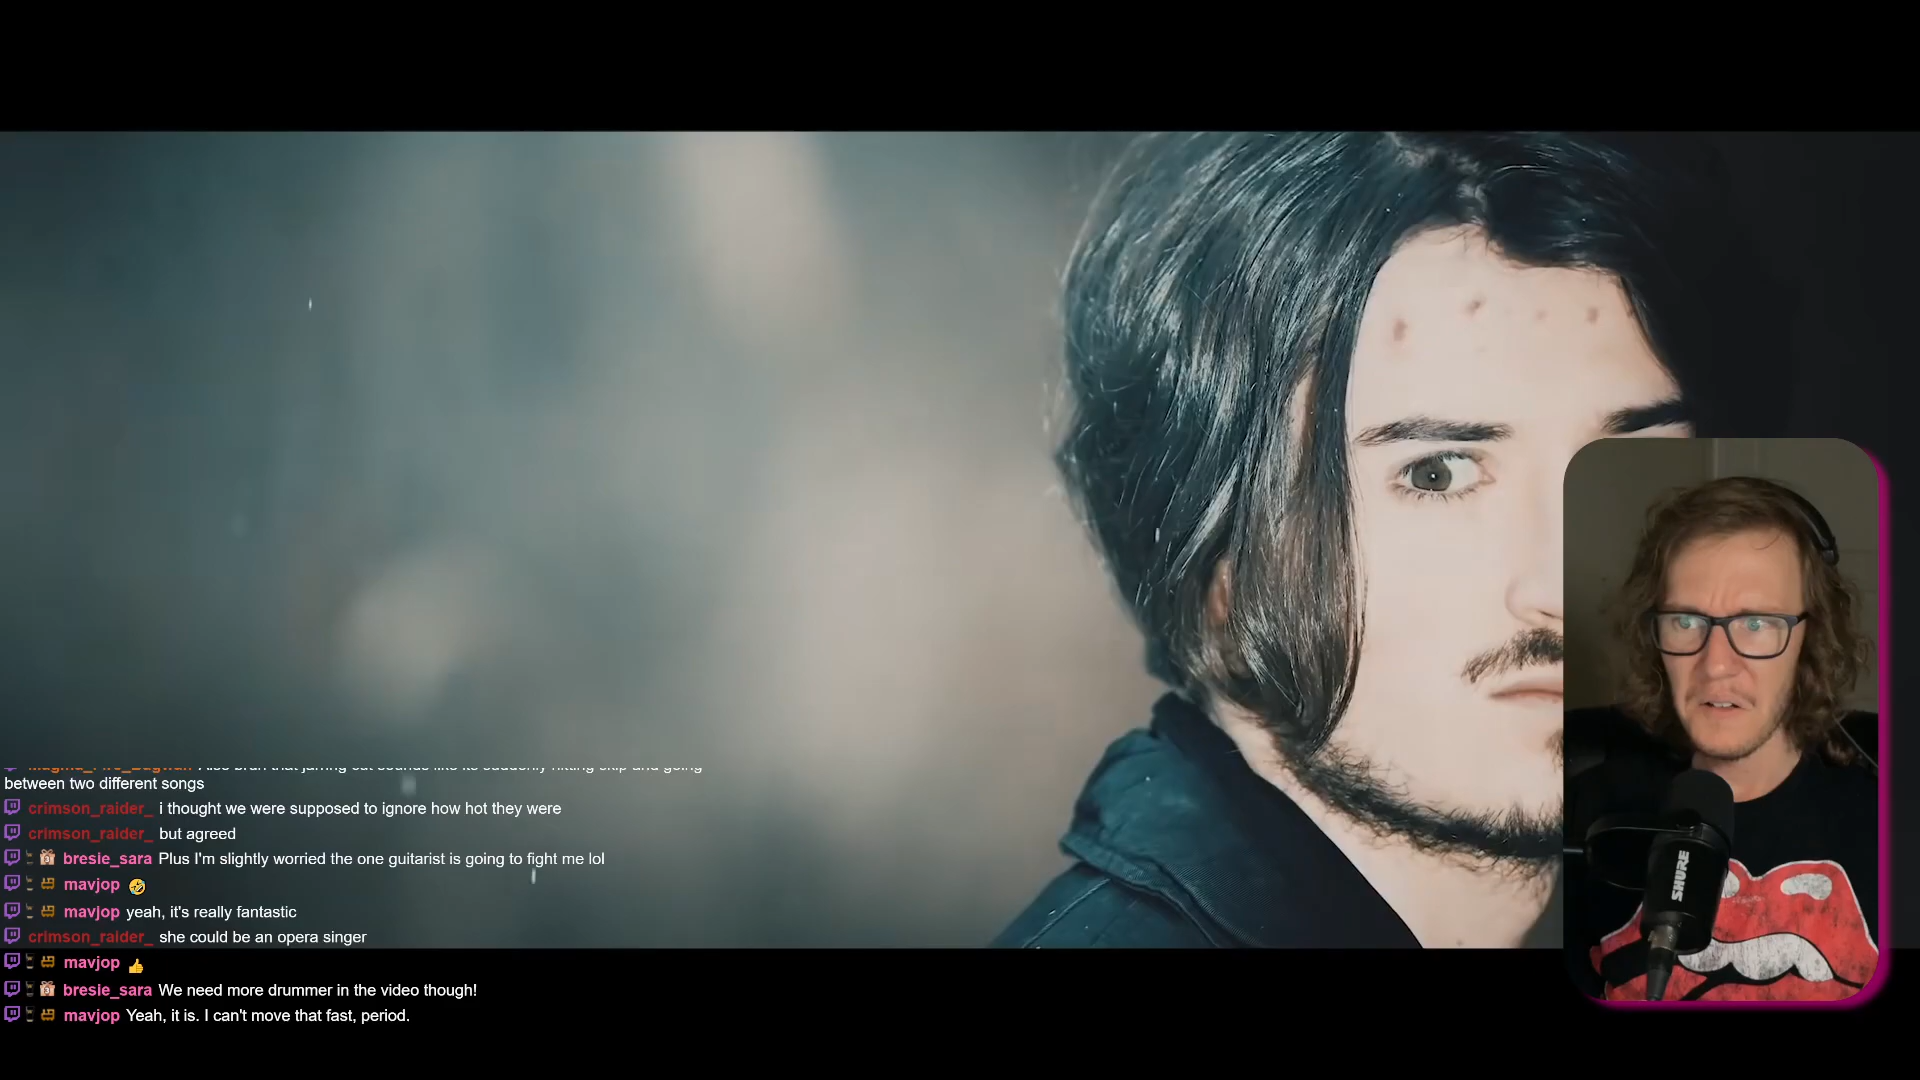 between two different songs
crimson_raider_ i thought we were supposed to ignore how hot they were
crimson_raider_ but agreed
bresie_sara Plus I'm slightly worried the one guitarist is going to fight me lol
mavjop 🤣
mavjop yeah, it's really fantastic
crimson_raider_ she could be an opera singer
mavjop 👍
bresie_sara We need more drummer in the video though!
mavjop Yeah, it is. I can't move that fast, period.
SHURE